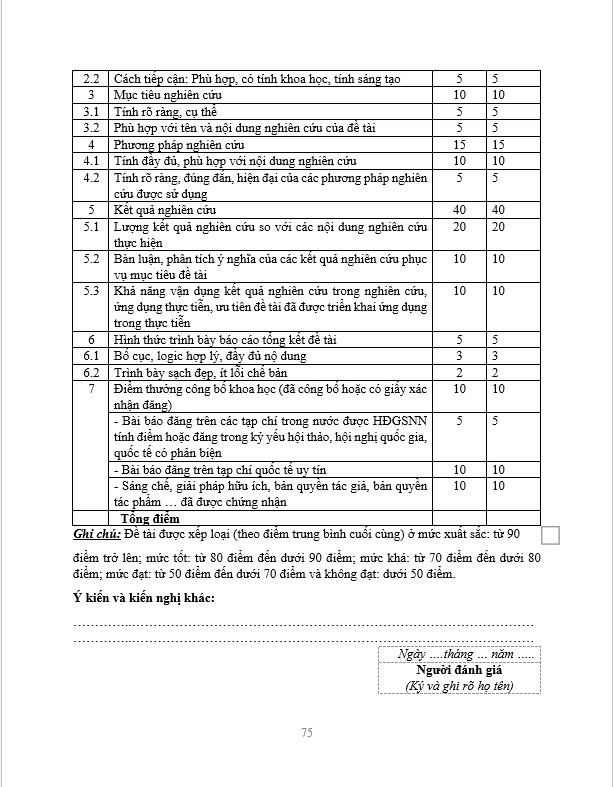 2.2 Cách tiếp cận: Phù hợp, có tính khoa học, tính sáng tạo 5 5
3 Mục tiêu nghiên cứu 10 10
3.1 Tính rõ ràng, cụ thể 5 5
3.2 Phù hợp với tên và nội dung nghiên cứu của đề tài 5 5
4 Phương pháp nghiên cứu 15 15
4.1 Tính đầy đủ, phù hợp với nội dung nghiên cứu 10 10
4.2 Tính rõ ràng, đúng đắn, hiện đại của các phương pháp nghiên 5 5
cứu được sử dụng
5 Kết quả nghiên cứu 40 40
5.1 Lượng kết quả nghiên cứu so với các nội dung nghiên cứu 20 20
thực hiện
5.2 Bàn luận, phân tích ý nghĩa của các kết quả nghiên cứu phục 10 10
vụ mục tiêu đề tài
5.3 Khả năng vận dụng kết quả nghiên cứu trong nghiên cứu, 10 10
ứng dụng thực tiễn, ưu tiên đề tài đã được triển khai ứng dụng
trong thực tiễn
6 Hình thức trình bày báo cáo tổng kết đề tài 5 5
6.1 Bố cục, logic hợp lý, đầy đủ nộ dung 3 3
6.2 Trình bày sạch đẹp, ít lỗi chế bản 2 2
7 Điểm thưởng công bố khoa học (đã công bố hoặc có giấy xác 10 10
nhận đăng)
- Bài báo đăng trên các tạp chí trong nước được HĐGSNN 5 5
tính điểm hoặc đăng trong kỷ yếu hội thảo, hội nghị quốc gia,
quốc tế có phản biện
- Bài báo đăng trên tạp chí quốc tế uy tín 10 10
- Sáng chế, giải pháp hữu ích, bản quyền tác giả, bản quyền 10 10
tác phẩm … đã được chứng nhận
Tổng điểm
Ghi chú: Đề tài được xếp loại (theo điểm trung bình cuối cùng) ở mức xuất sắc: từ 90
điểm trở lên; mức tốt: từ 80 điểm đến dưới 90 điểm; mức khá: từ 70 điểm đến dưới 80
điểm; mức đạt: từ 50 điểm đến dưới 70 điểm và không đạt: dưới 50 điểm.
Ý kiến và kiến nghị khác:
…………………………………………………………………………………
…………………………………………………………………………………
Ngày ....tháng ... năm .....
Người đánh giá
(Ký và ghi rõ họ tên)
75